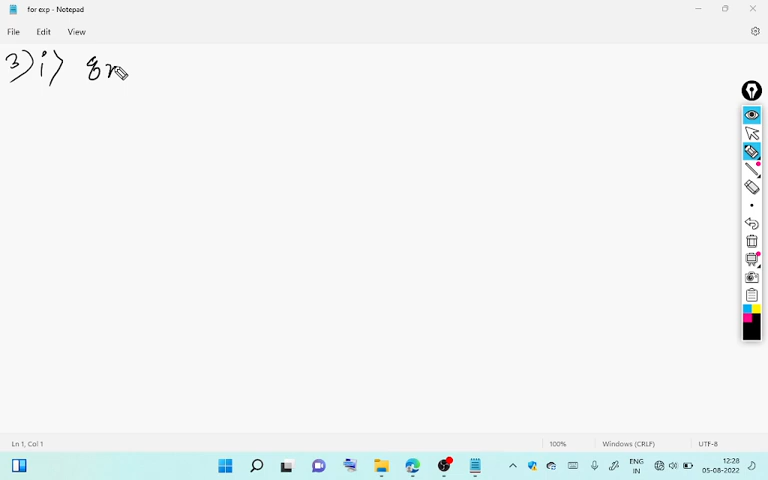 for exp - Notepad
File Edit View
3) i)
Ln 1, Col 1 100% Windows (CRLF) UTF-8
ENG
IN
12:28
05-08-2022